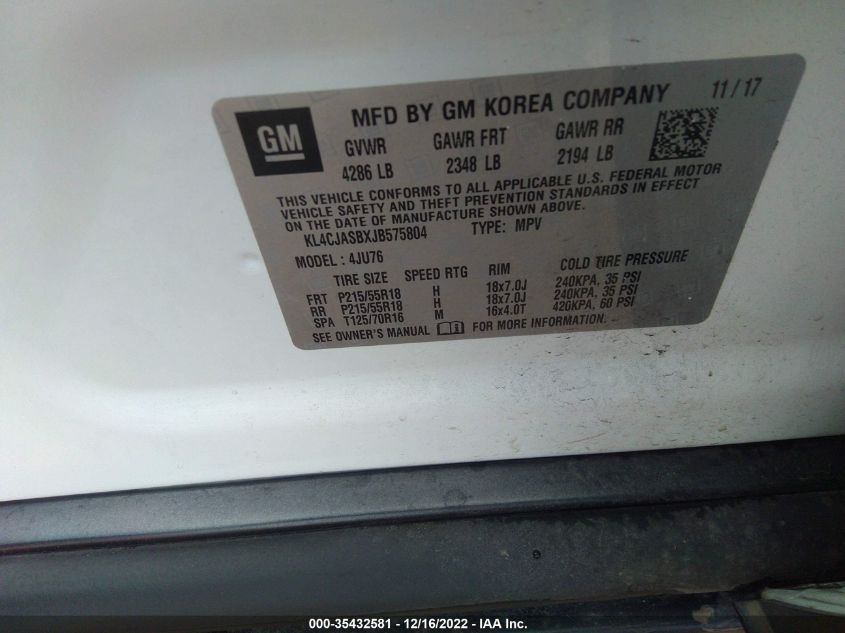 GM
MFD BY GM KOREA COMPANY 11/17
GVWR GAWR FRT GAWR RR
4286 LB 2348 LB 2194 LB
THIS VEHICLE CONFORMS TO ALL APPLICABLE U.S. FEDERAL MOTOR
VEHICLE SAFETY AND THEFT PREVENTION STANDARDS IN EFFECT
ON THE DATE OF MANUFACTURE SHOWN ABOVE.
KL4CJASBXJB575804 TYPE: MPV
MODEL: 4JU76
TIRE SIZE SPEED RTG RIM COLD TIRE PRESSURE
FRT P215/55R18 H 18x7.0J 240KPA, 35 PSI
RR P215/55R18 H 18x7.0J 240KPA, 35 PSI
SPA T125/70R16 M 16x4.0T 420KPA, 60 PSI
SEE OWNER'S MANUAL FOR MORE INFORMATION.
000-35432581 - 12/16/2022 - IAA Inc.